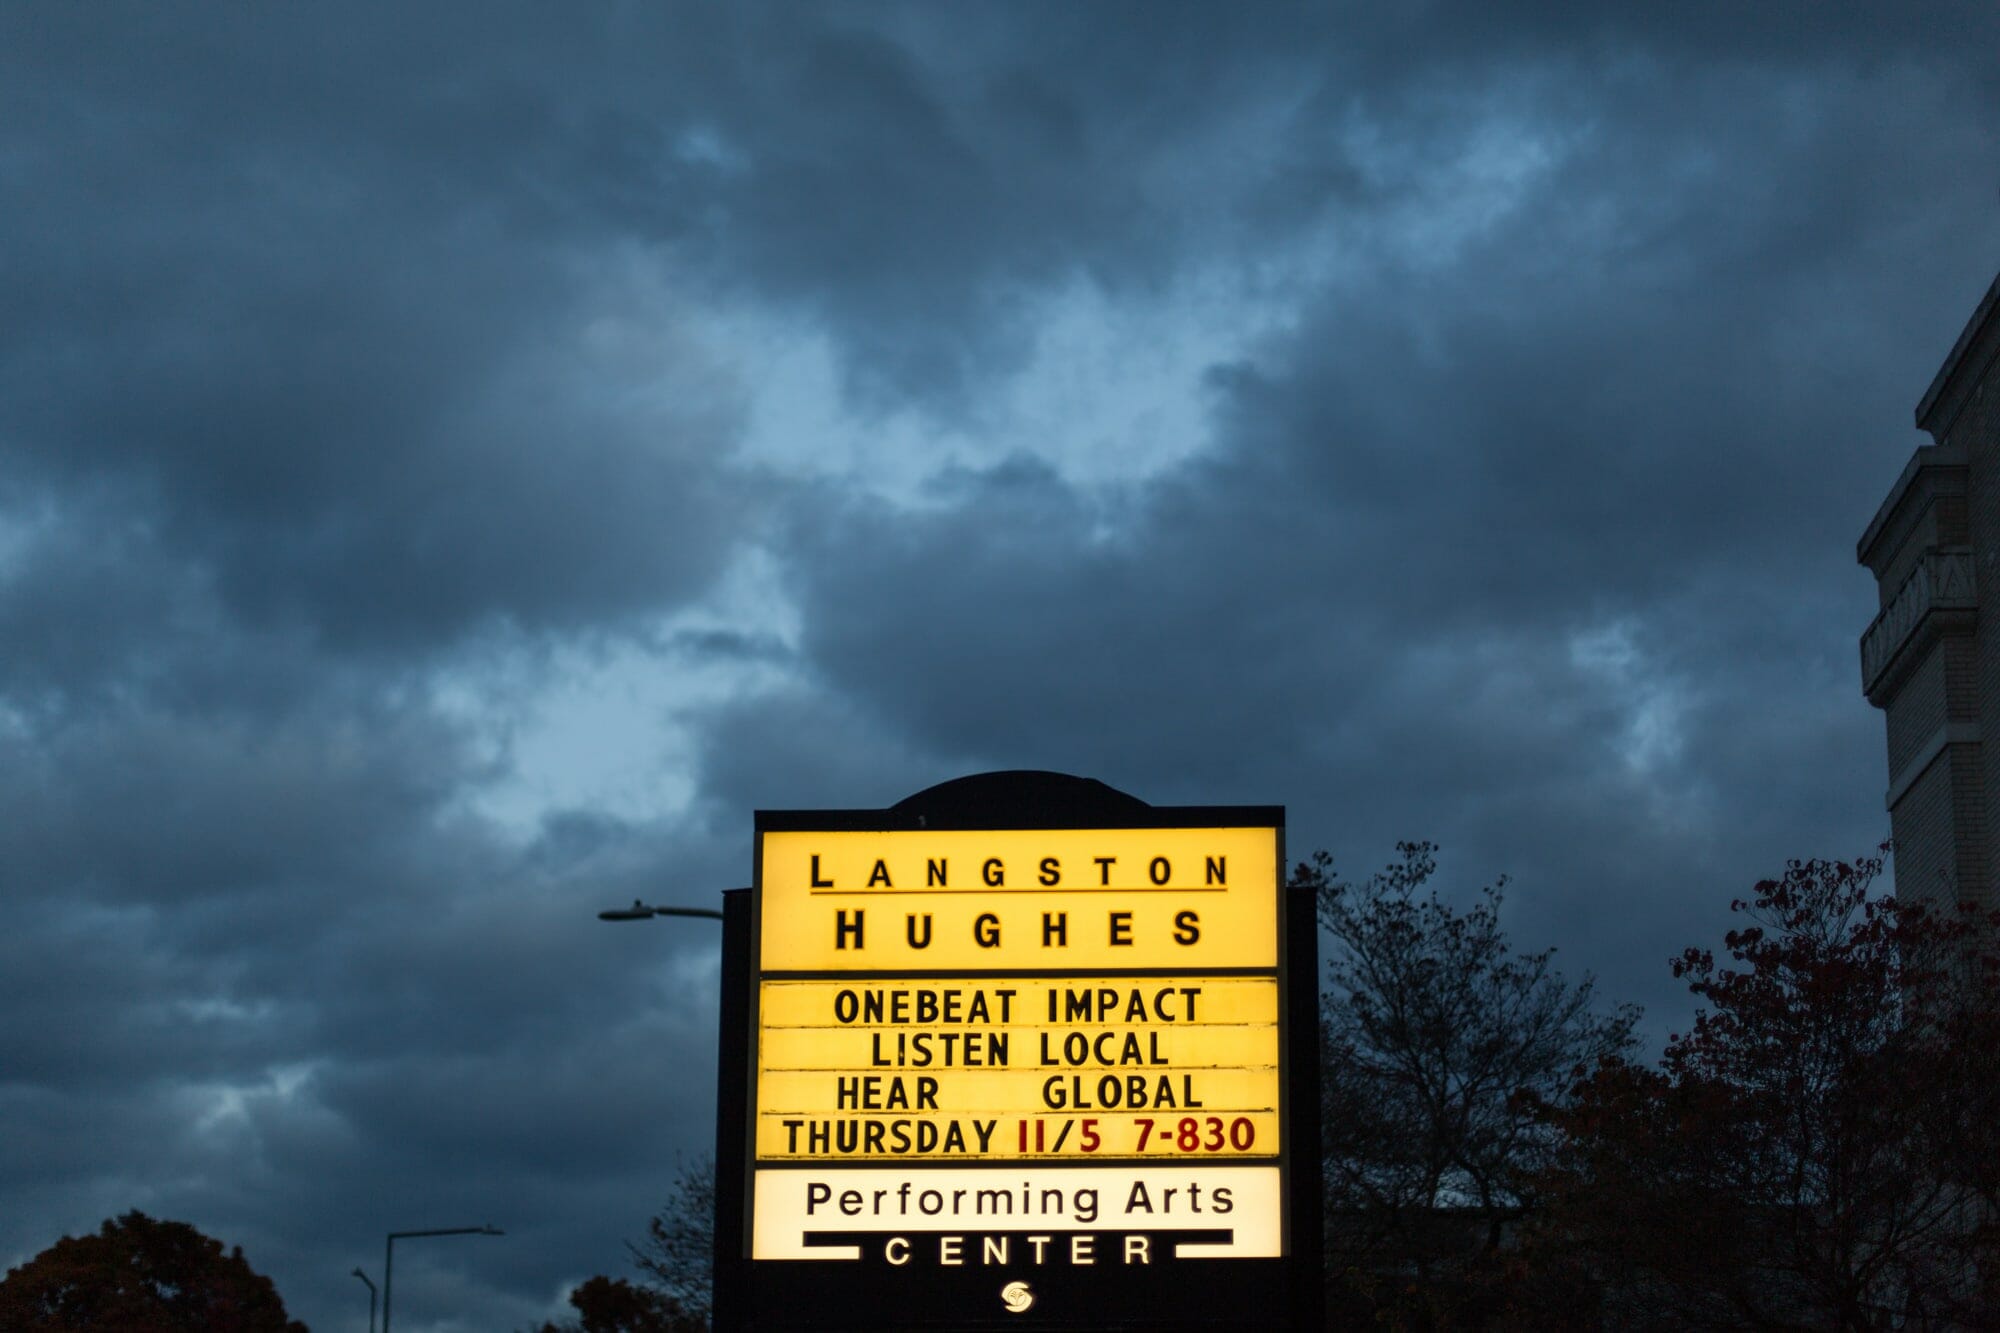 LANGSTON
HUGHES
ONEBEAT IMPACT
LISTEN LOCAL
HEAR GLOBAL
THURSDAY 11/5 7-830
Performing Arts
CENTER